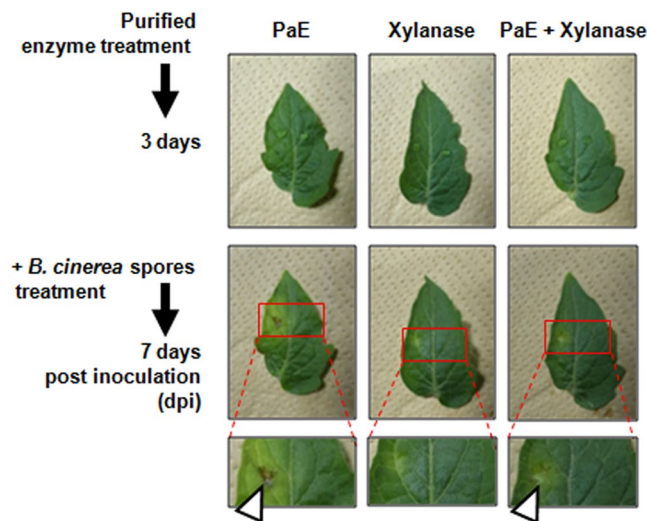 Purified
enzyme treatment
PaE
Xylanase
PaE + Xylanase
3 days
+ B. cinerea spores
treatment
7 days
post inoculation
(dpi)